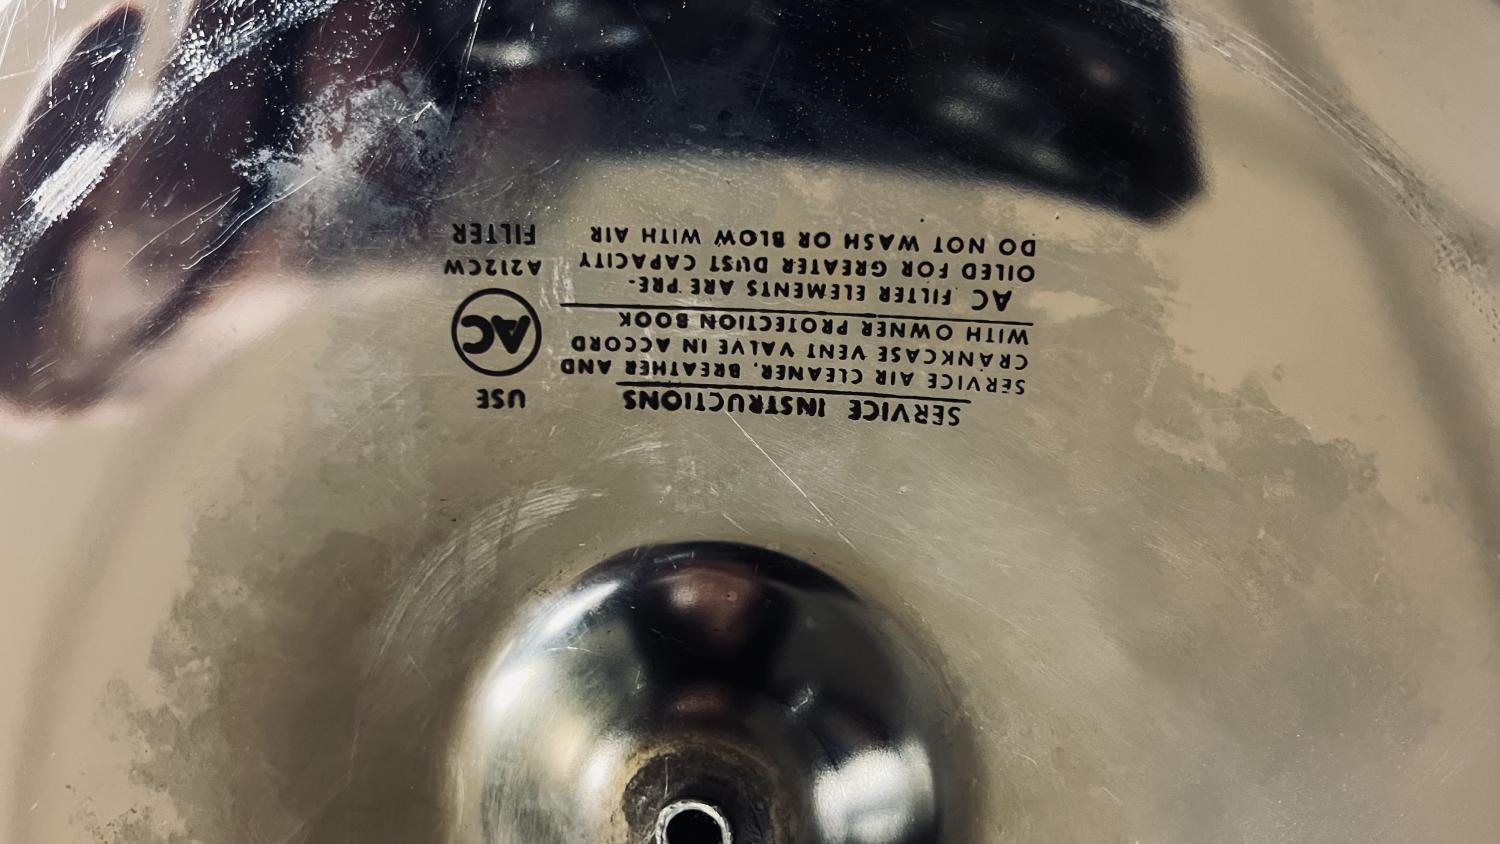 SERVICE INSTRUCTIONS
SERVICE AIR CLEANER, BREATHER AND
CRANKCASE VENT VALVE IN ACCORD
WITH OWNER PROTECTION BOOK
AC FILTER ELEMENTS ARE PRE-
OILED FOR GREATER DUST CAPACITY
DO NOT WASH OR BLOW WITH AIR
USE
AC
A212CW
FILTER